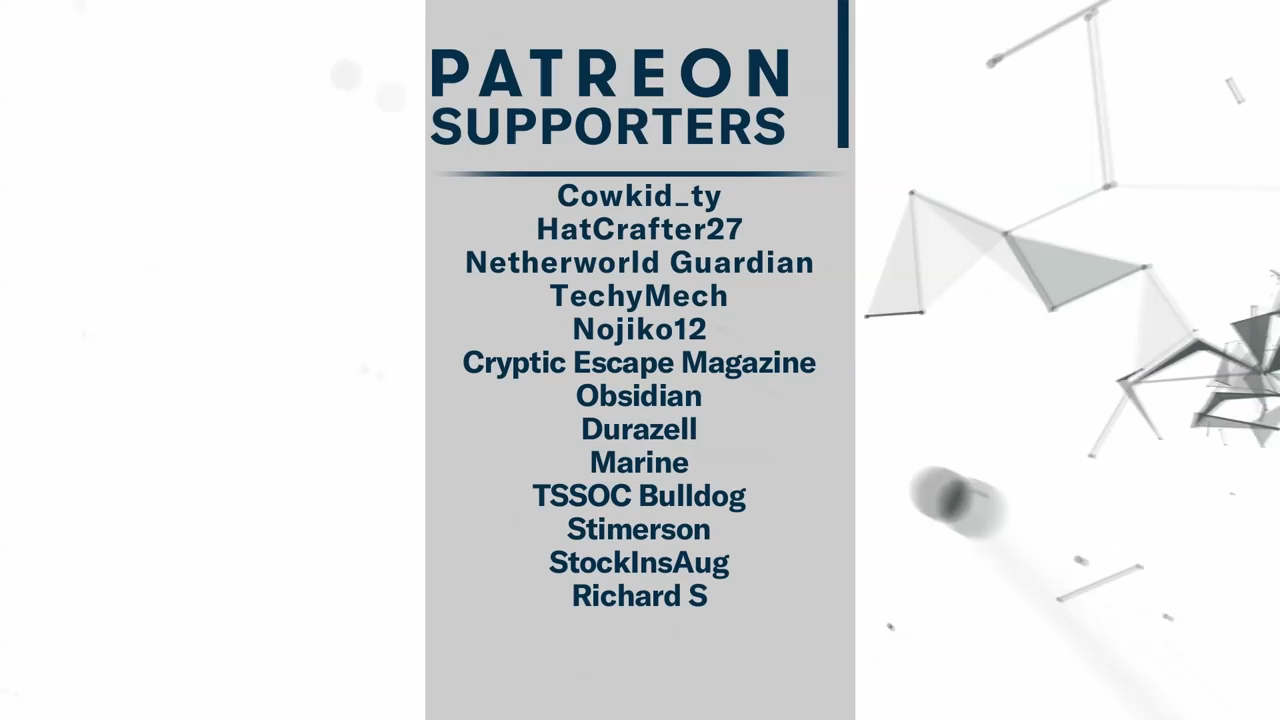 PATREON
SUPPORTERS
Cowkid_ty
HatCrafter27
Netherworld Guardian
TechyMech
Nojiko12
Cryptic Escape Magazine
Obsidian
Durazell
Marine
TSSOC Bulldog
Stimerson
StockInsAug
Richard S